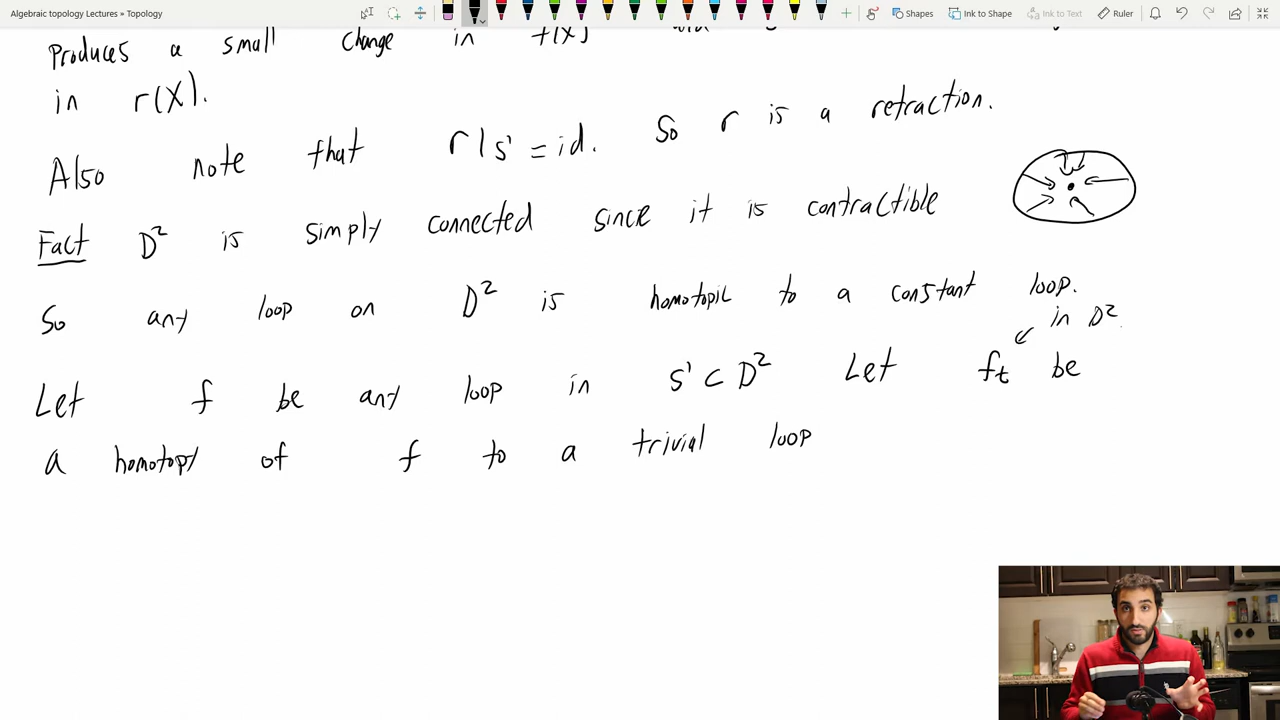 Algebraic topology Lectures » Topology
Shapes Ink to Shape Ink to Text Ruler
Produces a small change in f(x)
in r(x).
Also note that r|s¹ = id. So r is a retraction.
Fact D² is simply connected since it is contractible
So any loop on D² is homotopic to a constant loop.
in D²
Let f be any loop in S¹ ⊂ D² Let fₜ be
a homotopy of f to a trivial loop